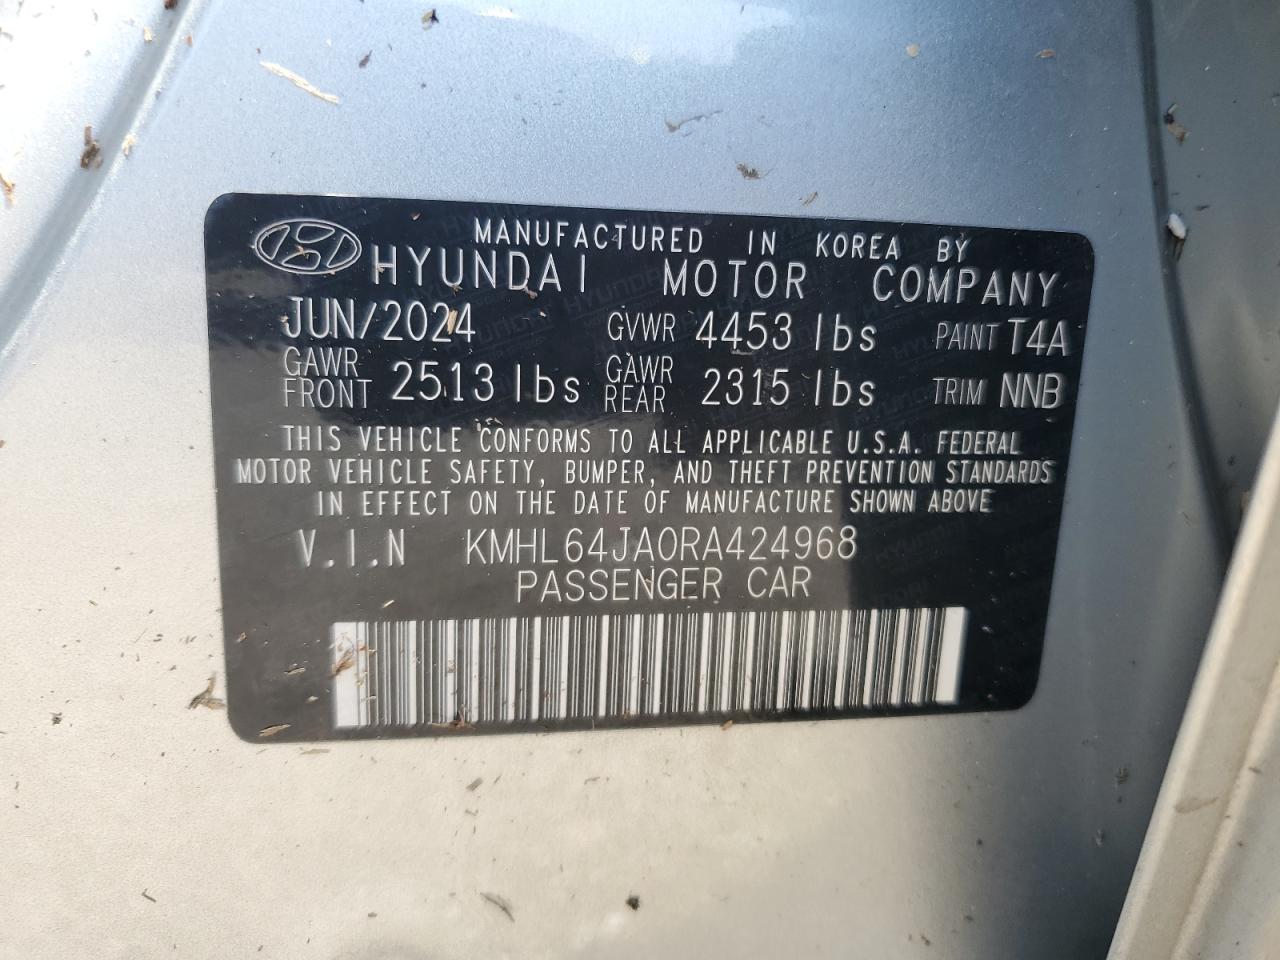 MANUFACTURED IN KOREA BY
HYUNDAI MOTOR COMPANY
JUN/2024 GVWR 4453 lbs PAINT T4A
GAWR FRONT 2513 lbs GAWR REAR 2315 lbs TRIM NNB
THIS VEHICLE CONFORMS TO ALL APPLICABLE U.S.A. FEDERAL
MOTOR VEHICLE SAFETY, BUMPER, AND THEFT PREVENTION STANDARDS
IN EFFECT ON THE DATE OF MANUFACTURE SHOWN ABOVE
V.I.N KMHL64JA0RA424968
PASSENGER CAR